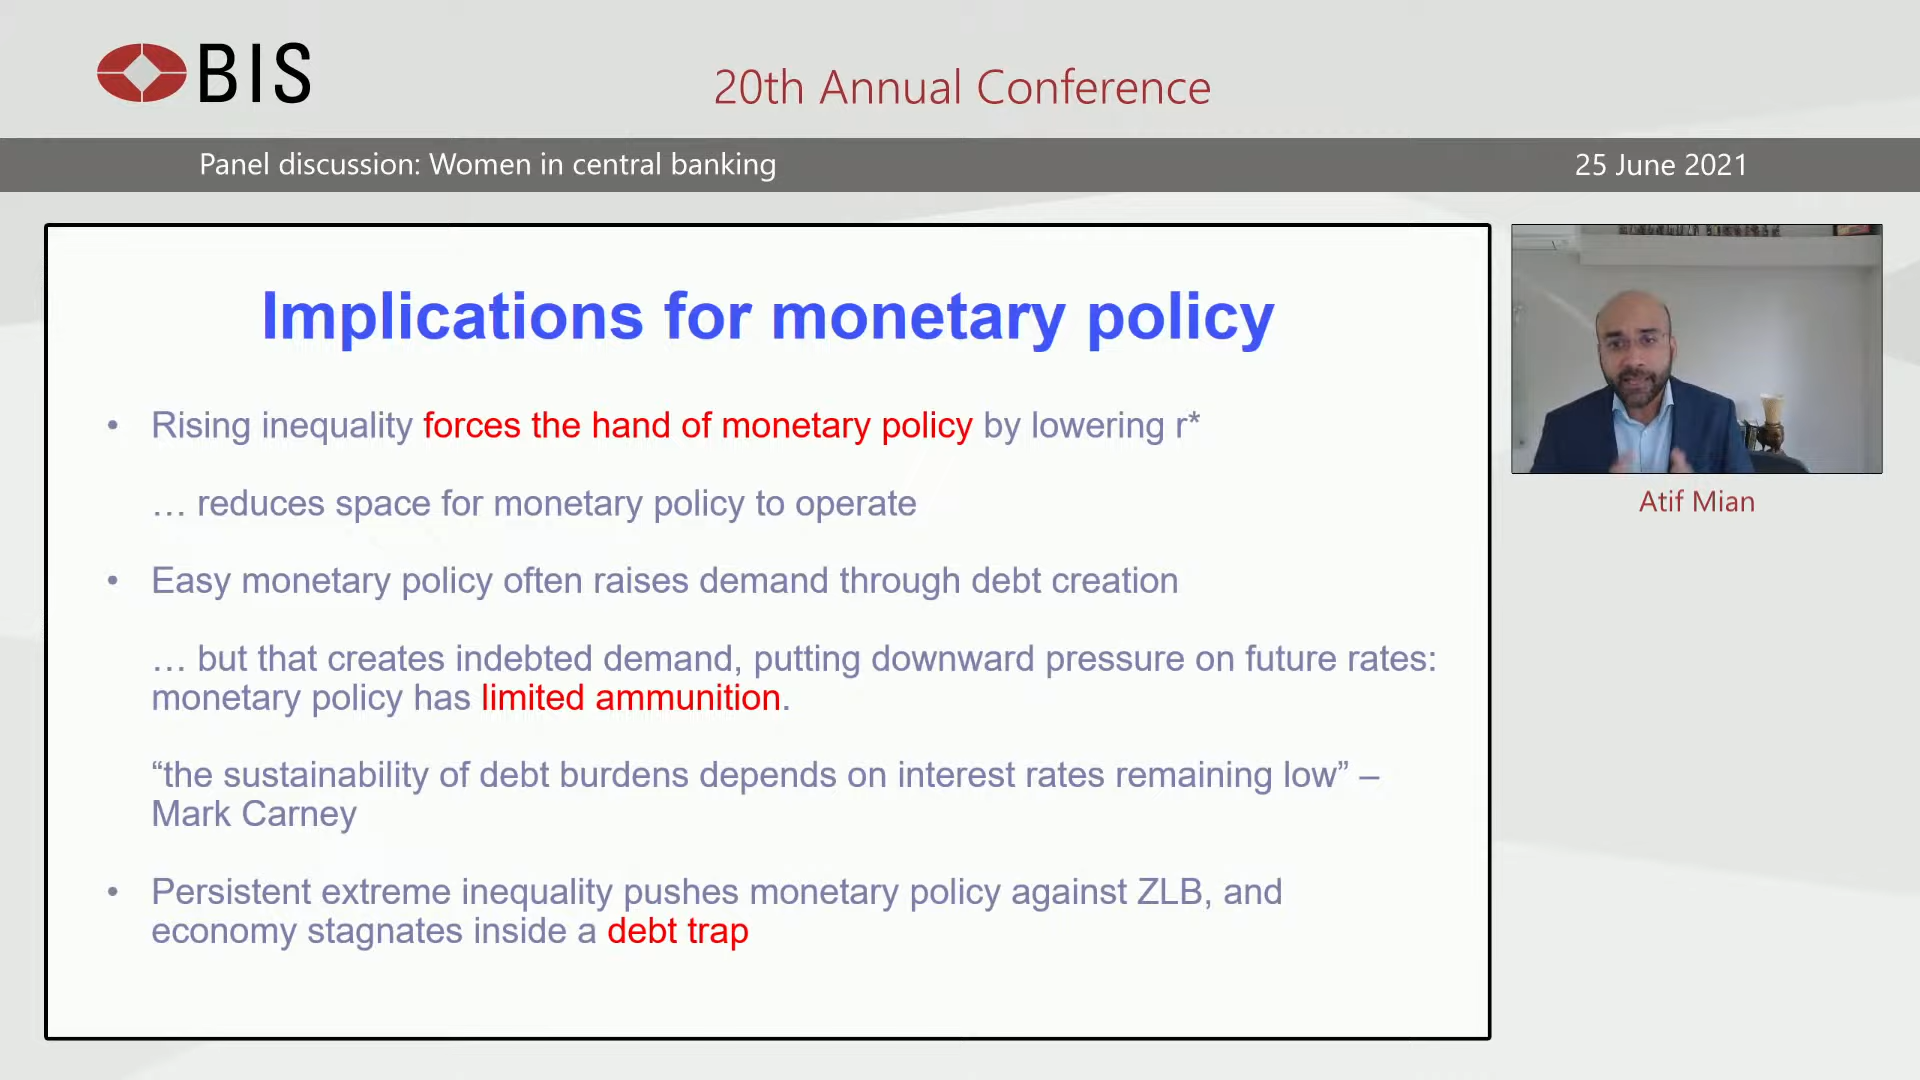 BIS
20th Annual Conference
Panel discussion: Women in central banking
25 June 2021
Implications for monetary policy
• Rising inequality forces the hand of monetary policy by lowering r*
… reduces space for monetary policy to operate
• Easy monetary policy often raises demand through debt creation
… but that creates indebted demand, putting downward pressure on future rates:
monetary policy has limited ammunition.
“the sustainability of debt burdens depends on interest rates remaining low” –
Mark Carney
• Persistent extreme inequality pushes monetary policy against ZLB, and
economy stagnates inside a debt trap
Atif Mian